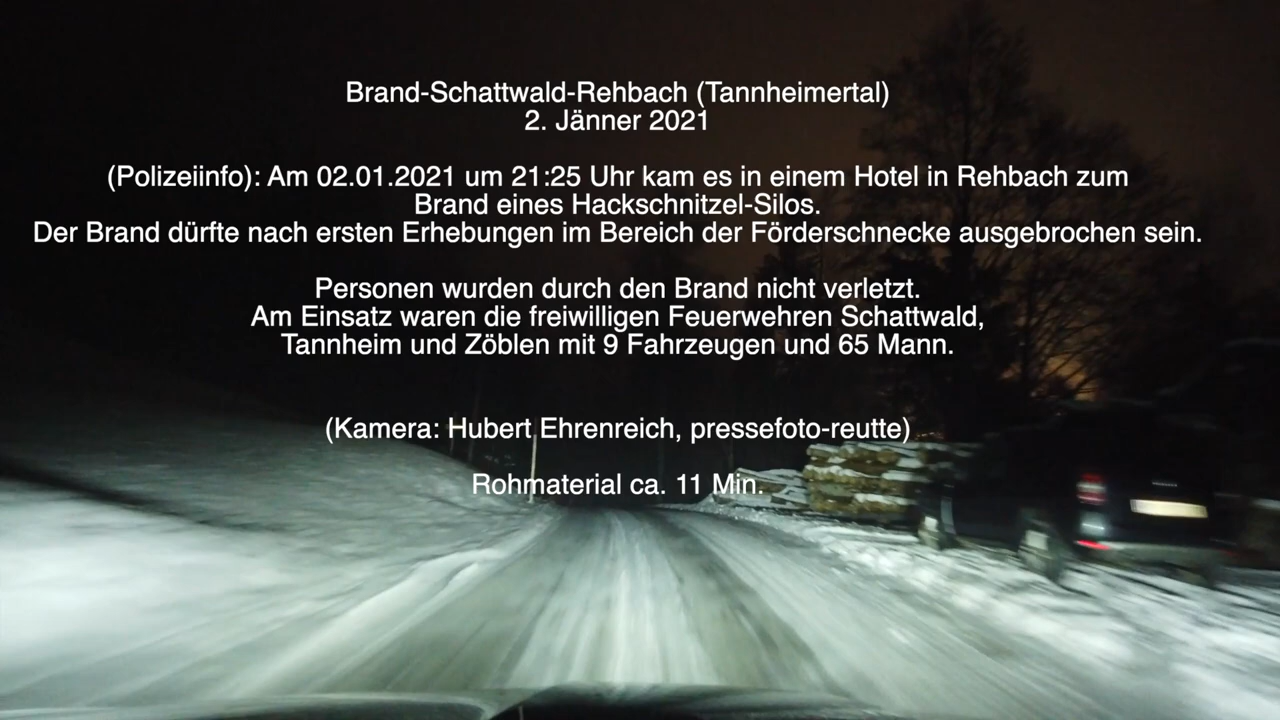 Brand-Schattwald-Rehbach (Tannheimertal)
2. Jänner 2021
(Polizeiinfo): Am 02.01.2021 um 21:25 Uhr kam es in einem Hotel in Rehbach zum
Brand eines Hackschnitzel-Silos.
Der Brand dürfte nach ersten Erhebungen im Bereich der Förderschnecke ausgebrochen sein.
Personen wurden durch den Brand nicht verletzt.
Am Einsatz waren die freiwilligen Feuerwehren Schattwald,
Tannheim und Zöblen mit 9 Fahrzeugen und 65 Mann.
(Kamera: Hubert Ehrenreich, pressefoto-reutte)
Rohmaterial ca. 11 Min.